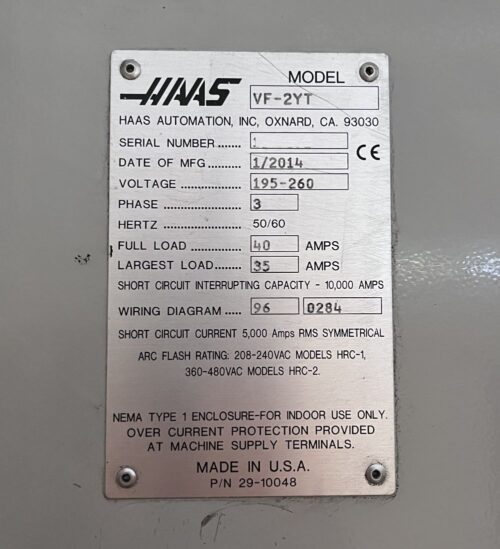 HAAS
MODEL
VF-2YT
HAAS AUTOMATION, INC, OXNARD, CA. 93030
SERIAL NUMBER .......
DATE OF MFG .......... 1/2014
CE
VOLTAGE ................ 195-260
PHASE .................... 3
HERTZ .................... 50/60
FULL LOAD ............ 40 AMPS
LARGEST LOAD....... 35 AMPS
SHORT CIRCUIT INTERRUPTING CAPACITY - 10,000 AMPS
WIRING DIAGRAM ..... 96 0284
SHORT CIRCUIT CURRENT 5,000 Amps RMS SYMMETRICAL
ARC FLASH RATING: 208-240VAC MODELS HRC-1,
360-480VAC MODELS HRC-2.
NEMA TYPE 1 ENCLOSURE-FOR INDOOR USE ONLY.
OVER CURRENT PROTECTION PROVIDED
AT MACHINE SUPPLY TERMINALS.
MADE IN U.S.A.
P/N 29-10048